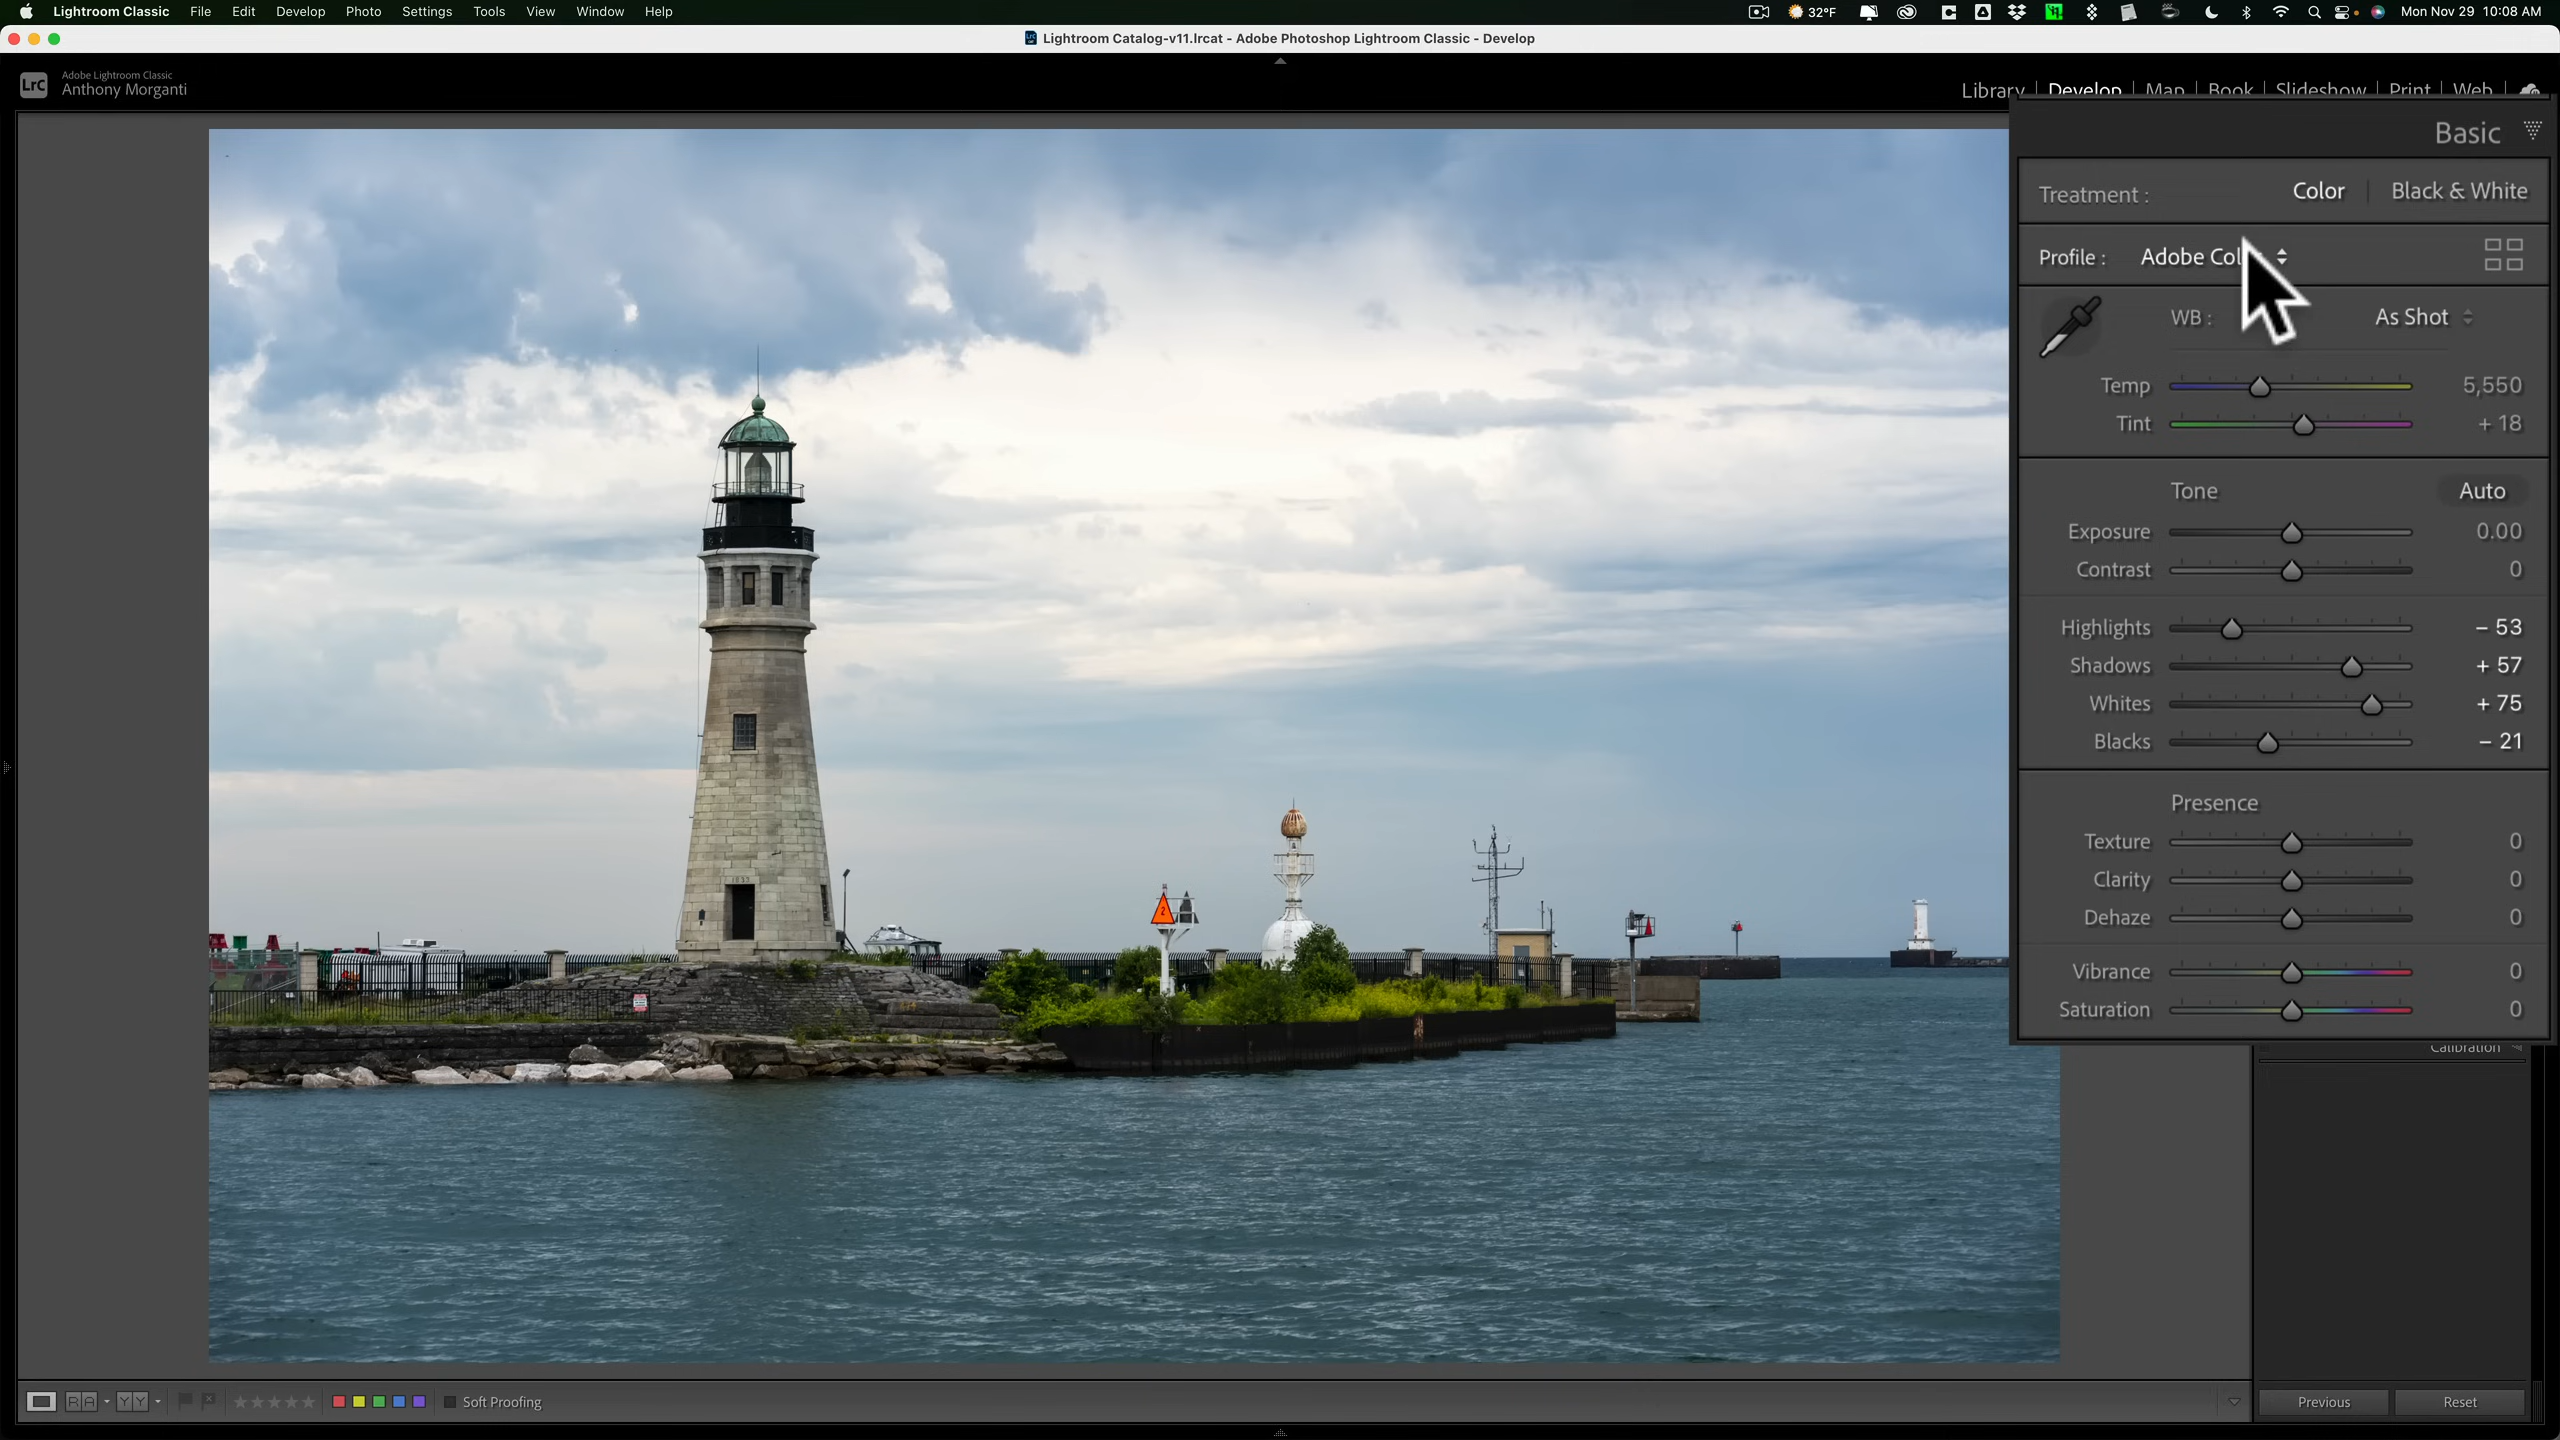 Lightroom Classic File Edit Develop Photo Settings Tools View Window Help 32°F Mon Nov 29 10:08 AM
Lightroom Catalog-v11.lrcat - Adobe Photoshop Lightroom Classic - Develop
LrC Adobe Lightroom Classic
Anthony Morganti
Library | Develop | Map | Book | Slideshow | Print | Web
Basic
Treatment : Color | Black & White
Profile : Adobe Col
WB : As Shot
Temp 5,550
Tint + 18
Tone Auto
Exposure 0.00
Contrast 0
Highlights – 53
Shadows + 57
Whites + 75
Blacks – 21
Presence
Texture 0
Clarity 0
Dehaze 0
Vibrance 0
Saturation 0
Calibration
2
RA YY Soft Proofing Previous Reset